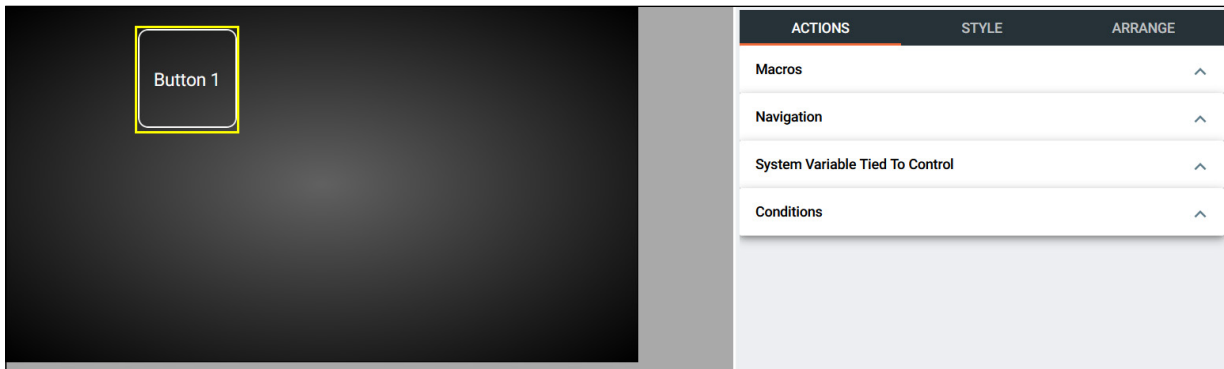 Button 1
ACTIONS STYLE ARRANGE
Macros
Navigation
System Variable Tied To Control
Conditions